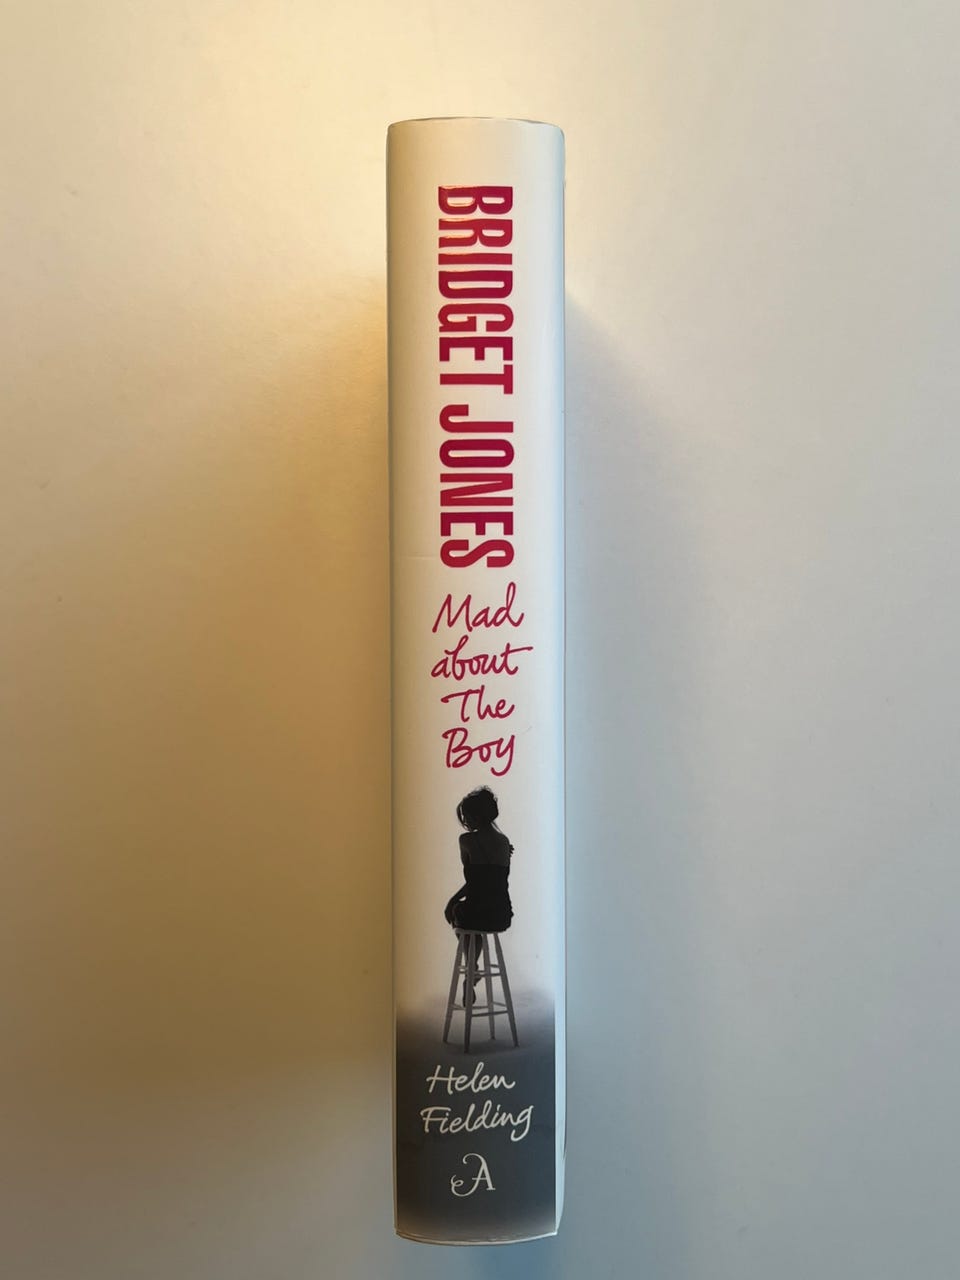 BRIDGET JONES
Mad
about
The
Boy
Helen
Fielding
A